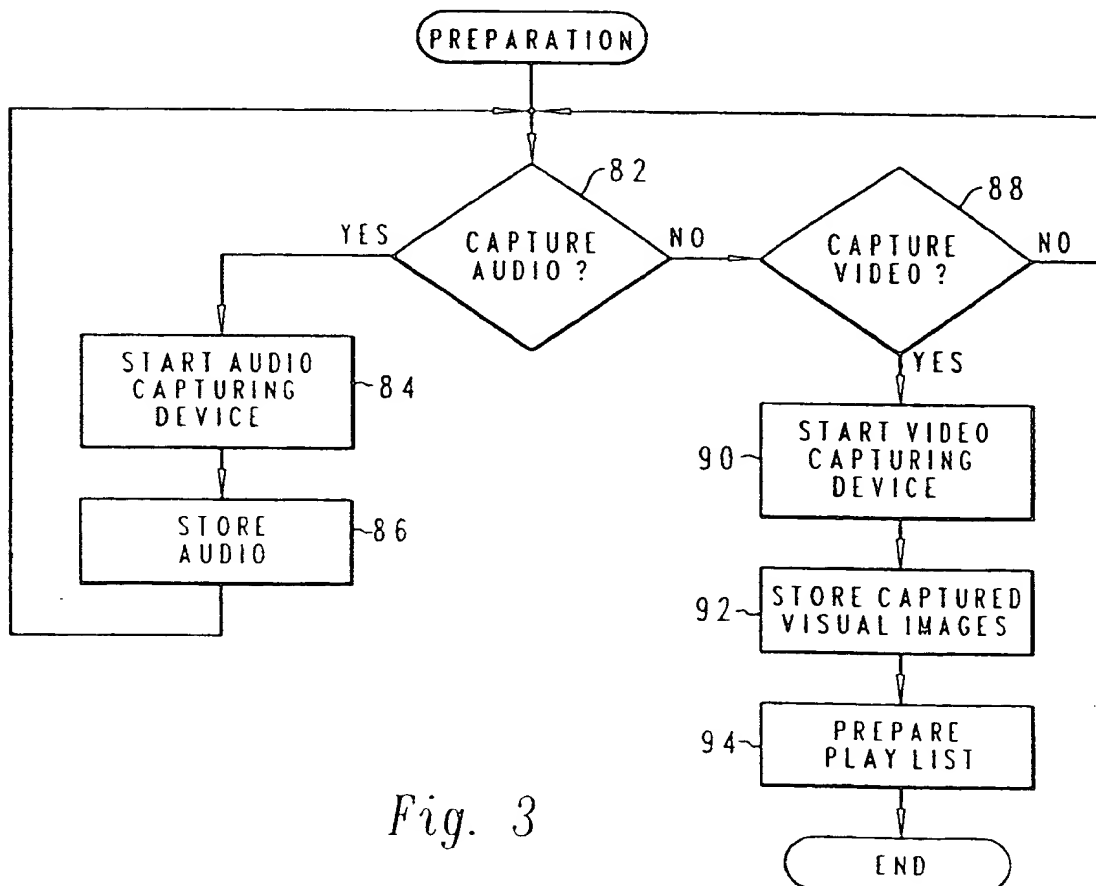 PREPARATION
82
CAPTURE
AUDIO ?
YES
NO
88
CAPTURE
VIDEO ?
NO
YES
START AUDIO
CAPTURING
DEVICE
84
STORE
AUDIO
86
90
START VIDEO
CAPTURING
DEVICE
92
STORE CAPTURED
VISUAL IMAGES
94
PREPARE
PLAY LIST
END
Fig. 3